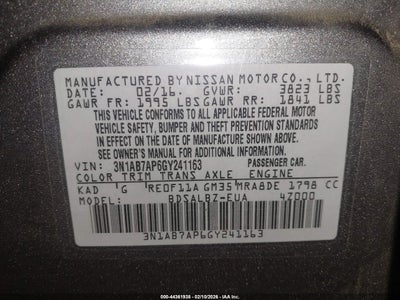 MANUFACTURED BY NISSAN MOTOR CO., LTD.
DATE: 02/16. GVWR: 3823 LBS
GAWR FR: 1995 LBS GAWR RR: 1841 LBS
THIS VEHICLE CONFORMS TO ALL APPLICABLE FEDERAL MOTOR
VEHICLE SAFETY, BUMPER AND THEFT PREVENTION STANDARDS
IN EFFECT ON THE DATE OF MANUFACTURE SHOWN ABOVE.
SEE OWNER'S MANUAL FOR ADDITIONAL INFORMATION
VIN: 3N1AB7AP6GY241163 PASSENGER CAR.
COLOR TRIM TRANS AXLE ENGINE
KAD G RE0F11A GM35 MRA8DE 1798 CC
MODEL: BDSALBZ-EUA 4Z000
3N1AB7AP6GY241163
000-44361938 - 02/10/2026 - IAAI.CA